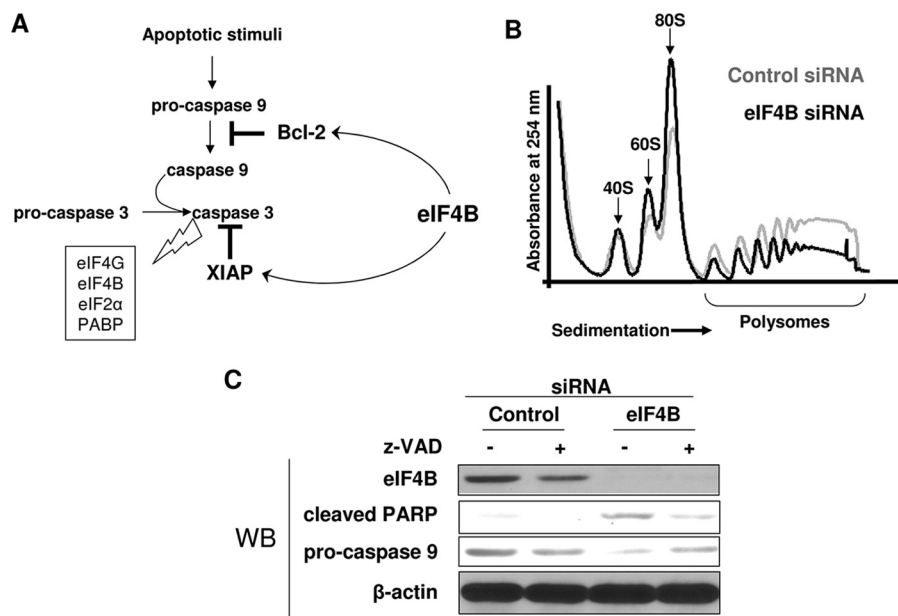 A
Apoptotic stimuli
pro-caspase 9
Bcl-2
caspase 9
pro-caspase 3
caspase 3
eIF4B
XIAP
eIF4G
eIF4B
eIF2α
PABP
B
80S
Control siRNA
eIF4B siRNA
60S
40S
Absorbance at 254 nm
Sedimentation
Polysomes
C
siRNA
Control eIF4B
z-VAD - + - +
eIF4B
cleaved PARP
WB
pro-caspase 9
β-actin